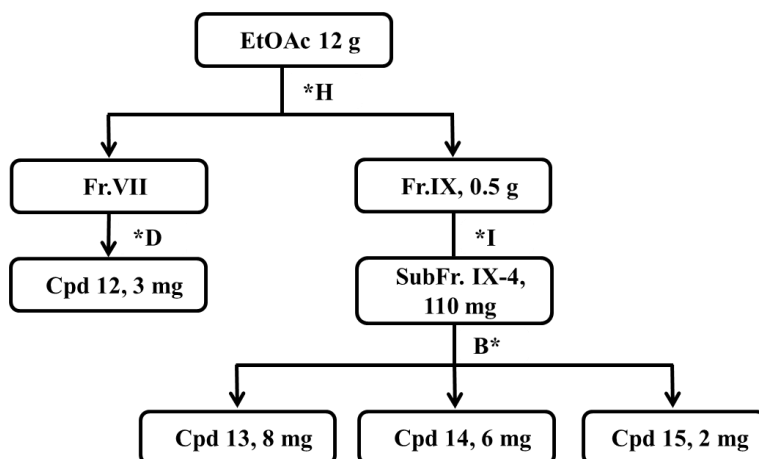 EtOAc 12 g
*H
Fr.VII
Fr.IX, 0.5 g
*D
*I
Cpd 12, 3 mg
SubFr. IX-4,
110 mg
B*
Cpd 13, 8 mg
Cpd 14, 6 mg
Cpd 15, 2 mg